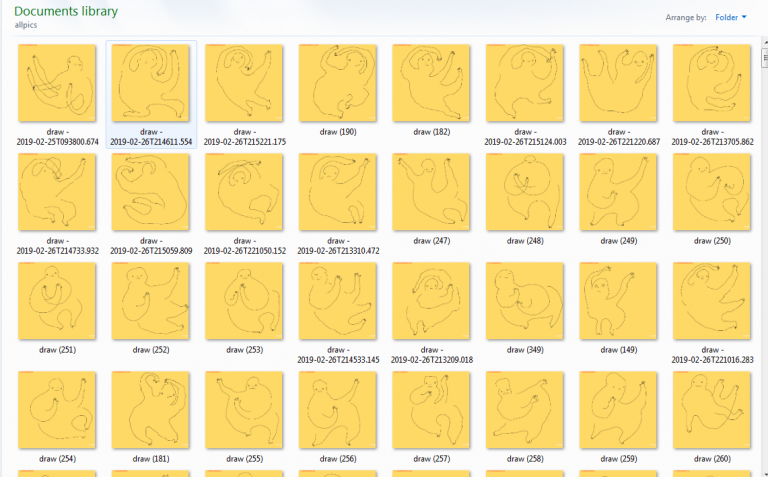 Documents library
allpics
Arrange by: Folder
draw -
2019-02-25T093800.674
draw -
2019-02-26T214611.554
draw -
2019-02-26T215221.175
draw (190)
draw (182)
draw -
2019-02-26T215124.003
draw -
2019-02-26T221220.687
draw -
2019-02-26T213705.862
draw -
2019-02-26T214733.932
draw -
2019-02-26T215059.809
draw -
2019-02-26T221050.152
draw -
2019-02-26T213310.472
draw (247)
draw (248)
draw (249)
draw (250)
draw (251)
draw (252)
draw (253)
draw -
2019-02-26T214533.145
draw -
2019-02-26T213209.018
draw (349)
draw (149)
draw -
2019-02-26T221016.283
draw (254)
draw (181)
draw (255)
draw (256)
draw (257)
draw (258)
draw (259)
draw (260)